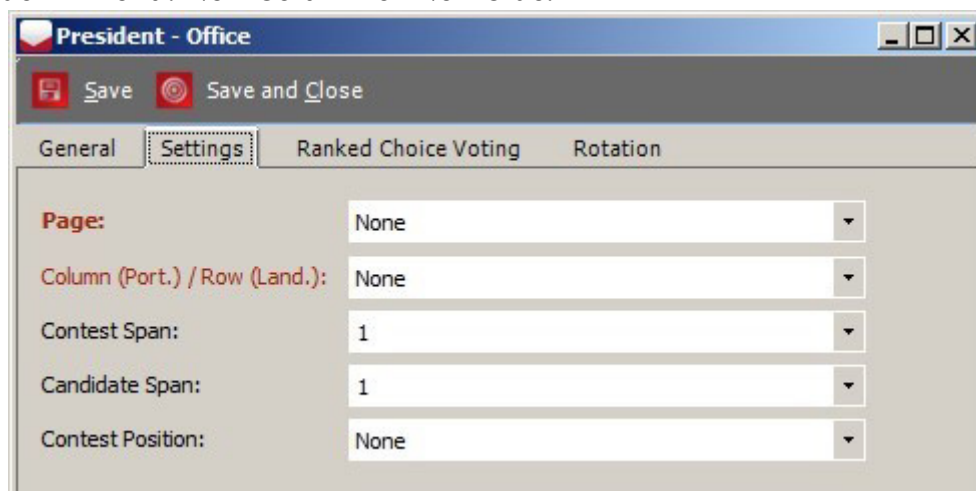 President - Office
Save Save and Close
General Settings Ranked Choice Voting Rotation
Page: None
Column (Port.) / Row (Land.): None
Contest Span: 1
Candidate Span: 1
Contest Position: None